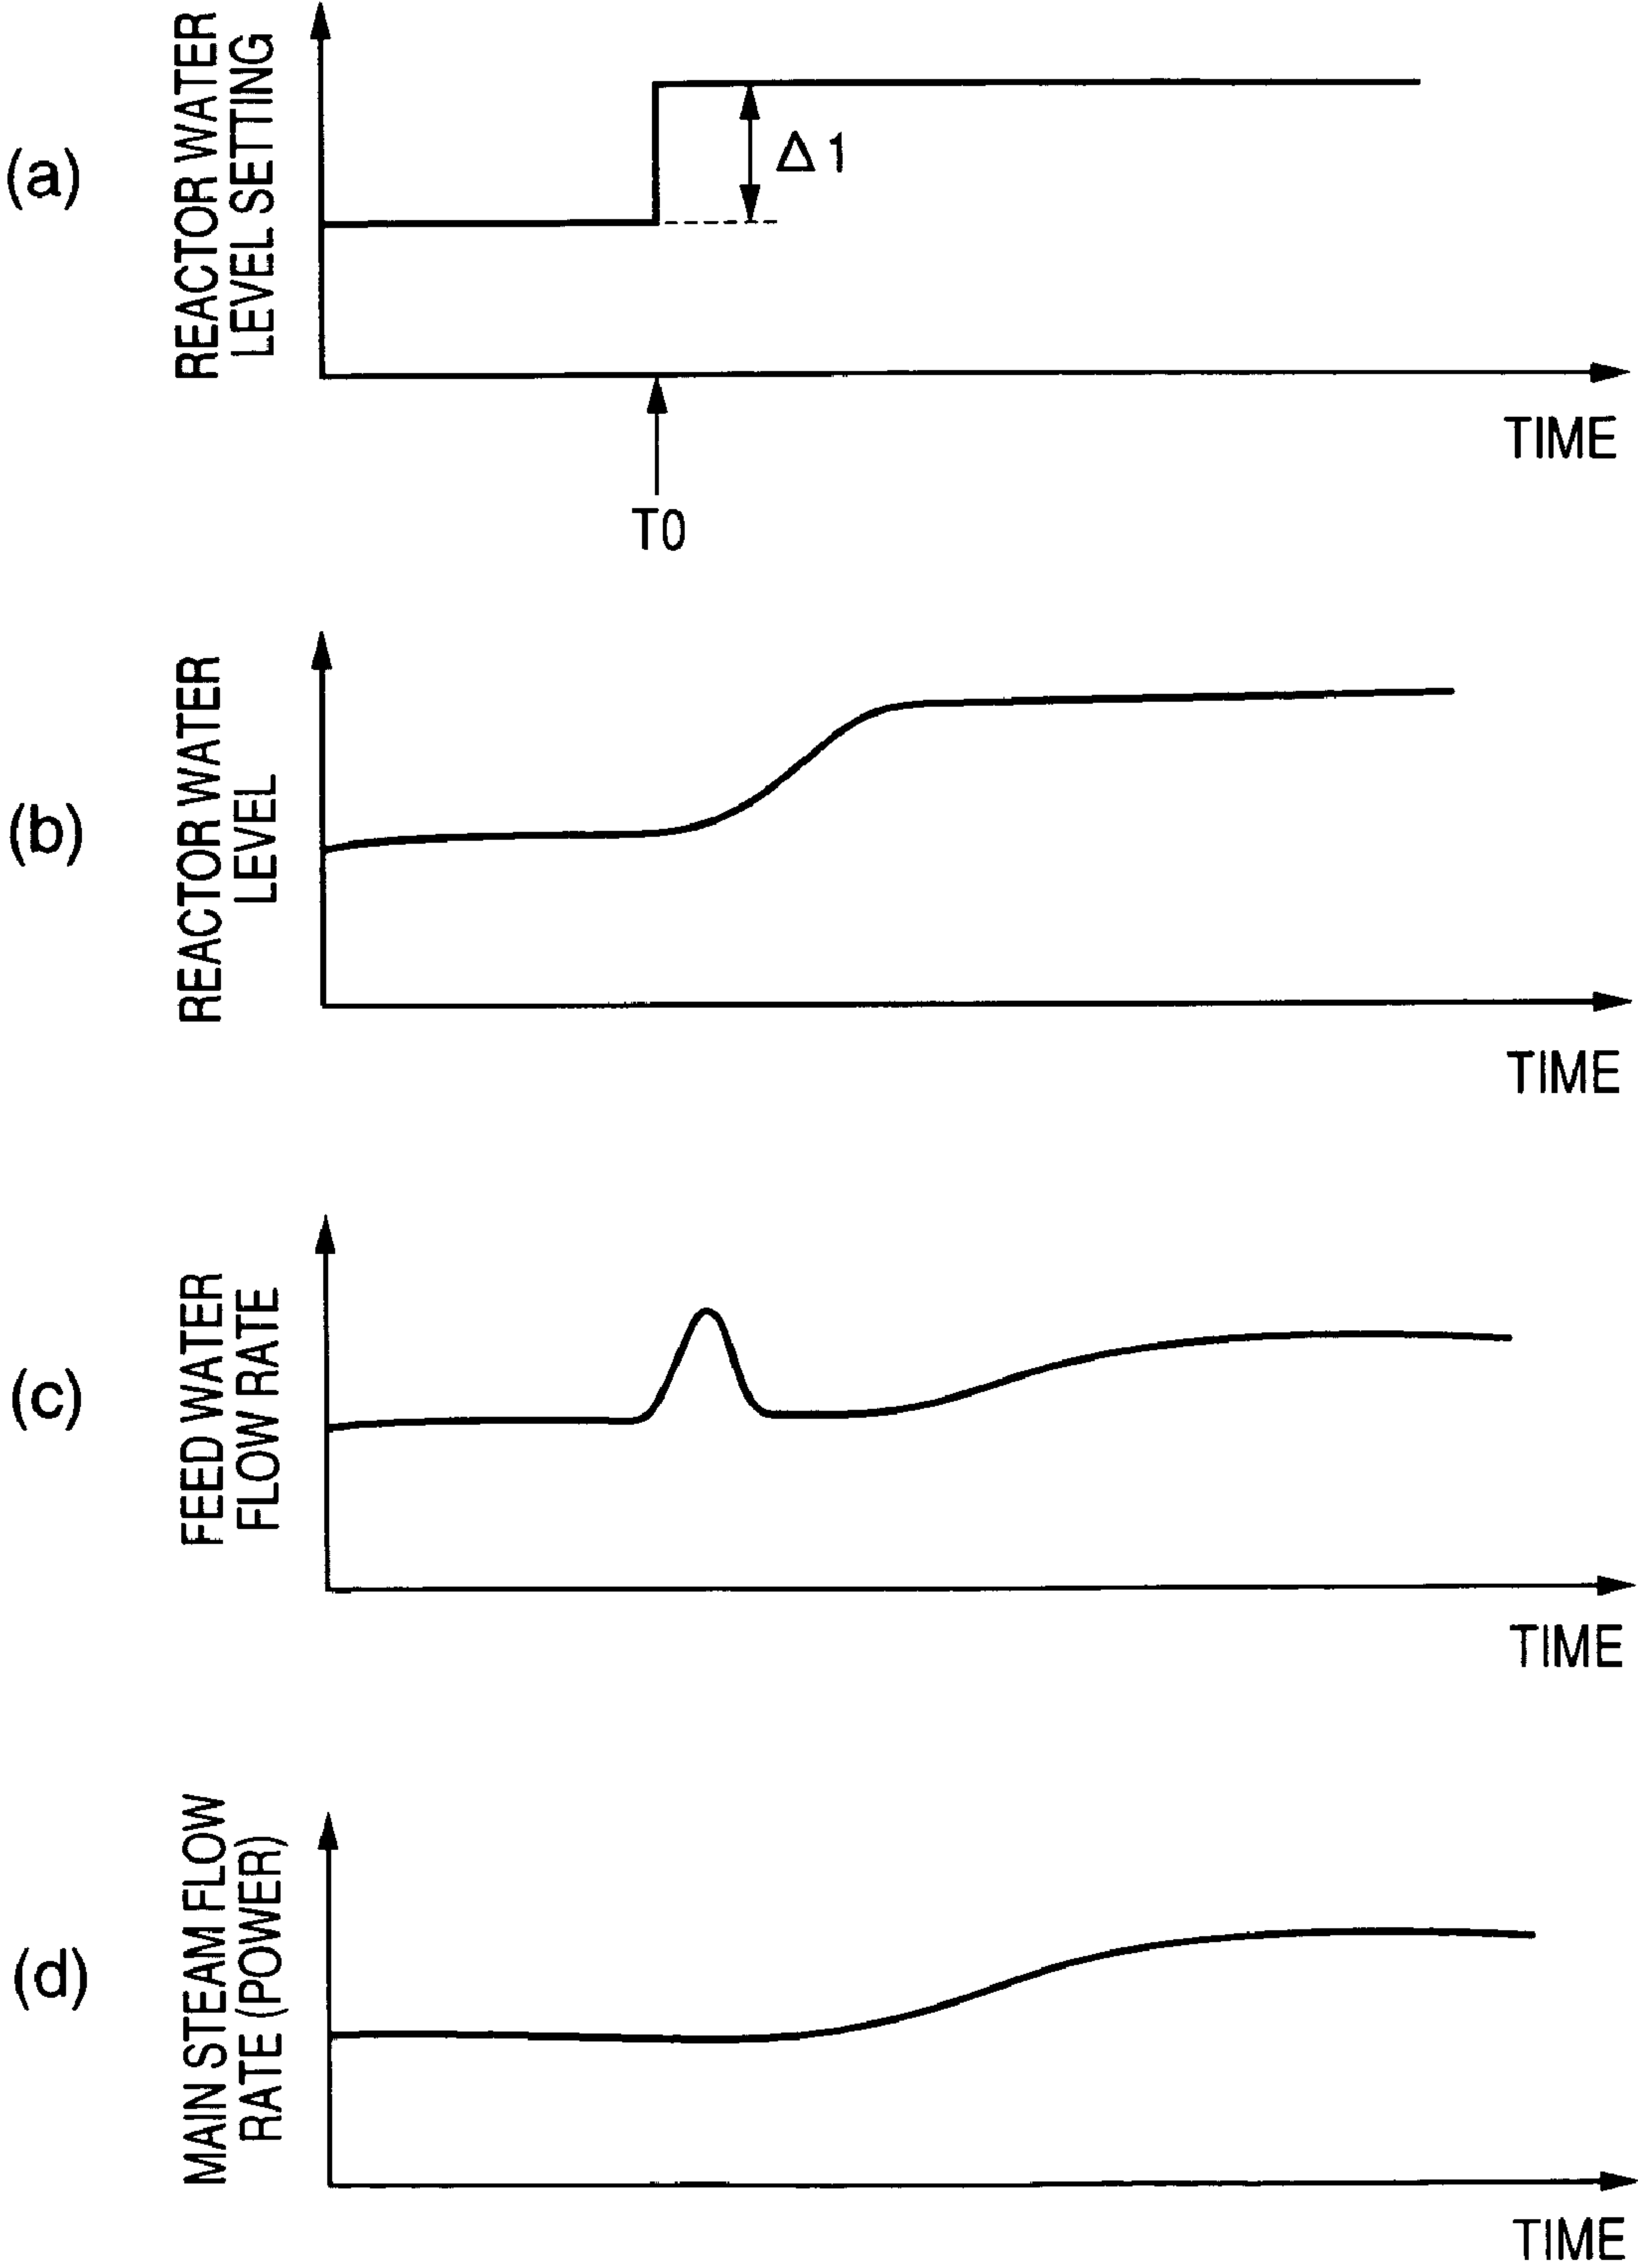 (a)
REACTOR WATER
LEVEL SETTING
Δ1
TIME
T0
(b)
REACTOR WATER
LEVEL
TIME
(c)
FEED WATER
FLOW RATE
TIME
(d)
MAIN STEAM FLOW
RATE (POWER)
TIME